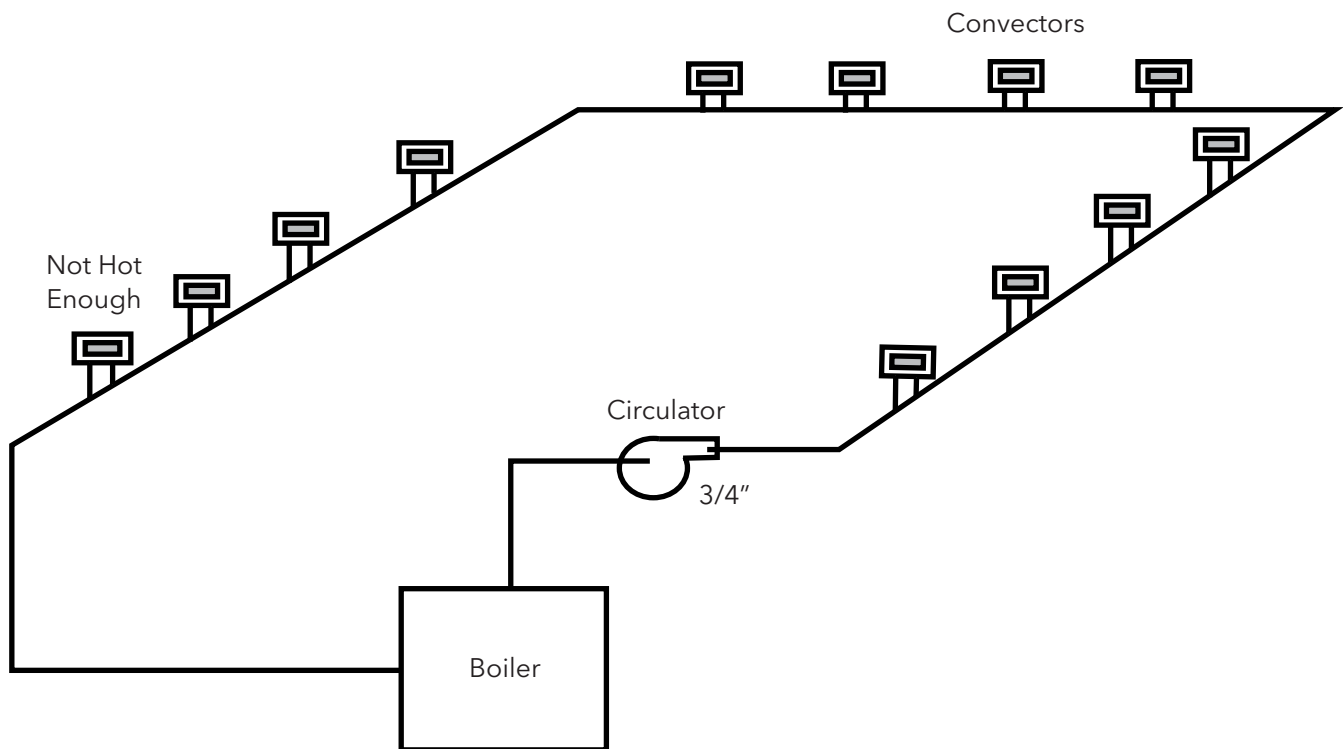 Convectors
Not Hot
Enough
Circulator
3/4”
Boiler